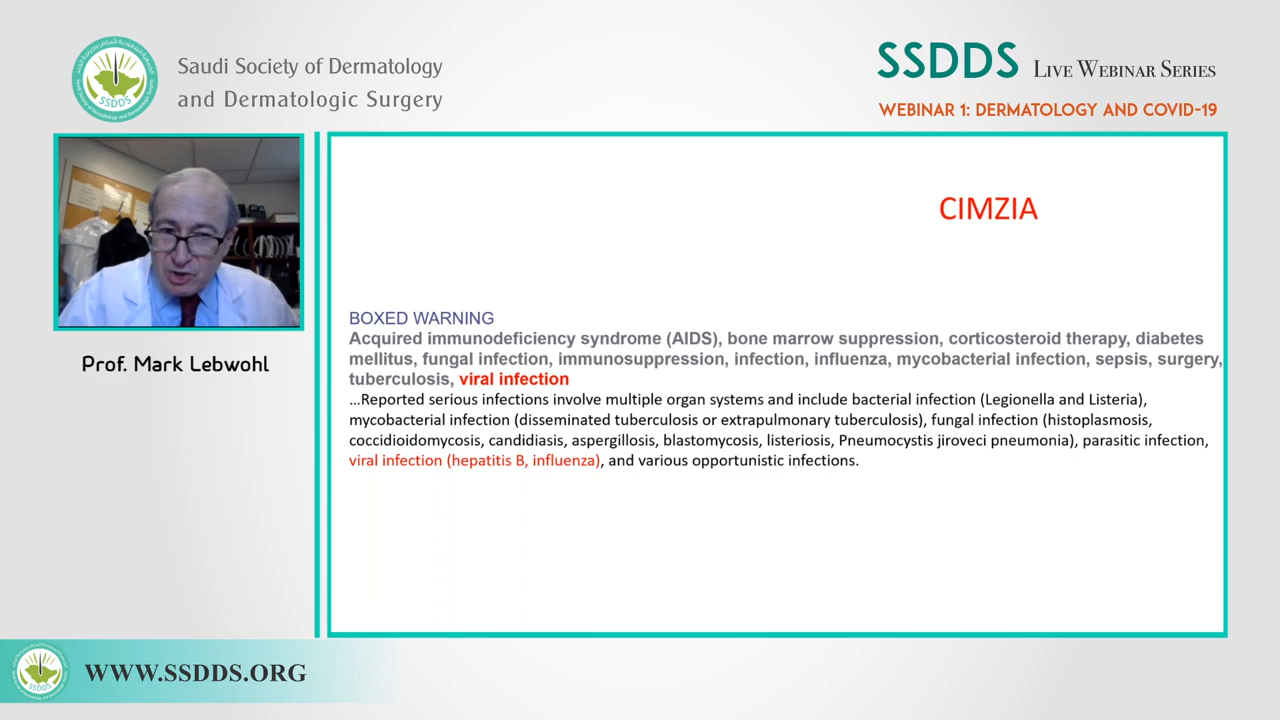 Saudi Society of Dermatology
and Dermatologic Surgery
SSDDS LIVE WEBINAR SERIES
WEBINAR 1: DERMATOLOGY AND COVID-19
SSDDS
Prof. Mark Lebwohl
CIMZIA
BOXED WARNING
Acquired immunodeficiency syndrome (AIDS), bone marrow suppression, corticosteroid therapy, diabetes
mellitus, fungal infection, immunosuppression, infection, influenza, mycobacterial infection, sepsis, surgery,
tuberculosis, viral infection
...Reported serious infections involve multiple organ systems and include bacterial infection (Legionella and Listeria),
mycobacterial infection (disseminated tuberculosis or extrapulmonary tuberculosis), fungal infection (histoplasmosis,
coccidioidomycosis, candidiasis, aspergillosis, blastomycosis, listeriosis, Pneumocystis jiroveci pneumonia), parasitic infection,
viral infection (hepatitis B, influenza), and various opportunistic infections.
SSDDS
WWW.SSDDS.ORG